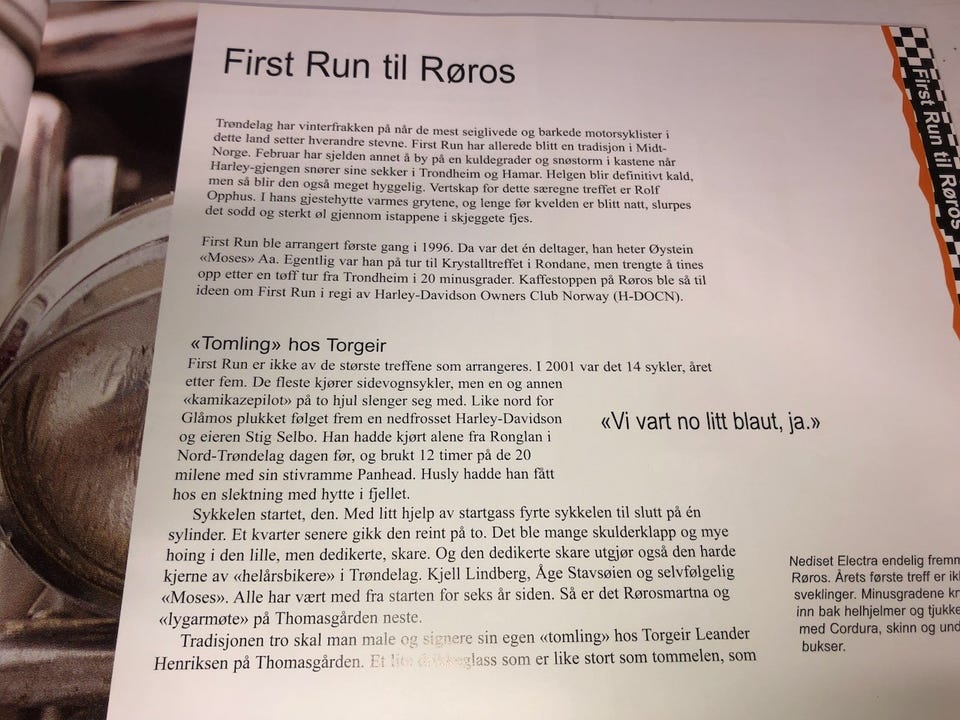 First Run til Røros
Trøndelag har vinterfrakken på når de mest seiglivede og barkede motorsyklister i
dette land setter hverandre stevne. First Run har allerede blitt en tradisjon i Midt-
Norge. Februar har sjelden annet å by på en kuldegrader og snøstorm i kastene når
Harley-gjengen snører sine sekker i Trondheim og Hamar. Helgen blir definitivt kald,
men så blir den også meget hyggelig. Vertskap for dette særegne treffet er Rolf
Opphus. I hans gjestehytte varmes grytene, og lenge før kvelden er blitt natt, slurpes
det sodd og sterkt øl gjennom istappene i skjeggete fjes.
First Run ble arrangert første gang i 1996. Da var det én deltager, han heter Øystein
«Moses» Aa. Egentlig var han på tur til Krystalltreffet i Rondane, men trengte å tines
opp etter en tøff tur fra Trondheim i 20 minusgrader. Kaffestoppen på Røros ble så til
ideen om First Run i regi av Harley-Davidson Owners Club Norway (H-DOCN).
«Tomling» hos Torgeir
First Run er ikke av de største treffene som arrangeres. I 2001 var det 14 sykler, året
etter fem. De fleste kjører sidevognsykler, men en og annen
«kamikazepilot» på to hjul slenger seg med. Like nord for
Glåmos plukket følget frem en nedfrosset Harley-Davidson
og eieren Stig Selbo. Han hadde kjørt alene fra Ronglan i
Nord-Trøndelag dagen før, og brukt 12 timer på de 20
milene med sin stivramme Panhead. Husly hadde han fått
hos en slektning med hytte i fjellet.
Sykkelen startet, den. Med litt hjelp av startgass fyrte sykkelen til slutt på én
sylinder. Et kvarter senere gikk den reint på to. Det ble mange skulderklapp og mye
hoing i den lille, men dedikerte, skare. Og den dedikerte skare utgjør også den harde
kjerne av «helårsbikere» i Trøndelag. Kjell Lindberg, Åge Stavsøien og selvfølgelig
«Moses». Alle har vært med fra starten for seks år siden. Så er det Rørosmartna og
«lygarmøte» på Thomasgården neste.
Tradisjonen tro skal man male og signere sin egen «tomling» hos Torgeir Leander
Henriksen på Thomasgården. Et lite drikkeglass som er like stort som tommelen, som
«Vi vart no litt blaut, ja.»
Nediset Electra endelig fremm
Røros. Årets første treff er ik
sveklinger. Minusgradene kr
inn bak helhjelmer og tjukke
med Cordura, skinn og und
bukser.
First Run til Røros